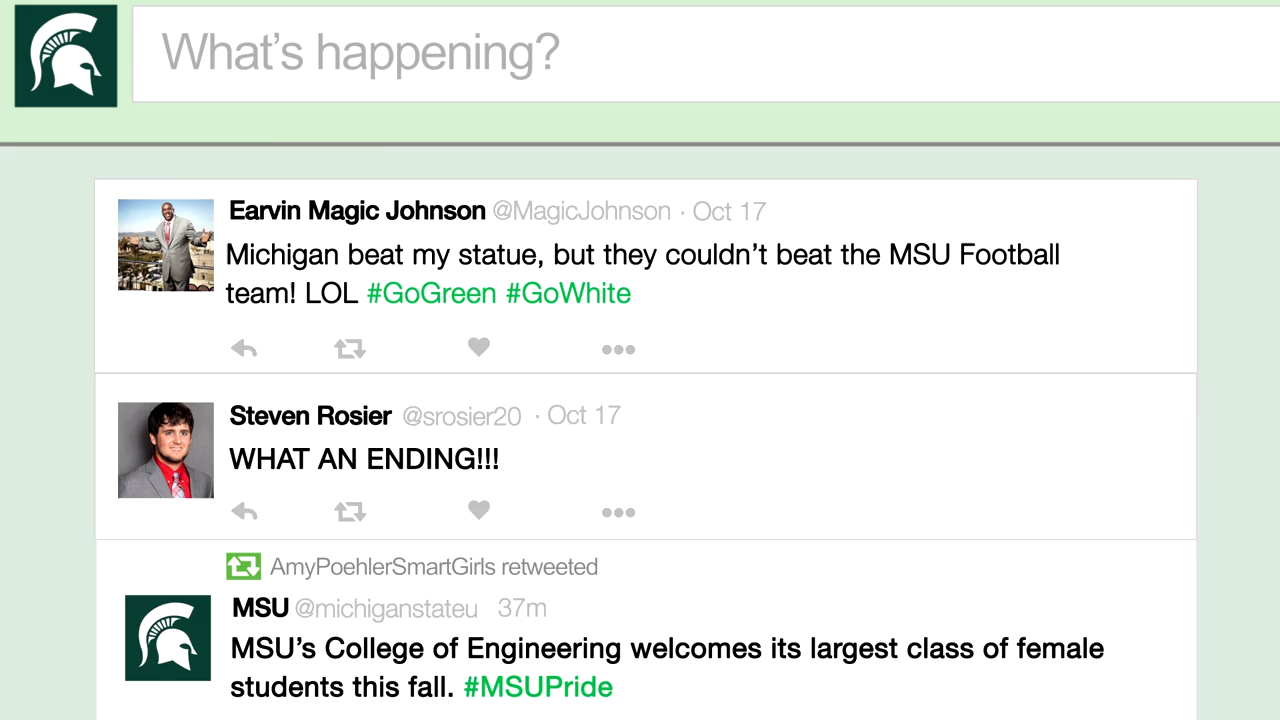 What's happening?
Earvin Magic Johnson @MagicJohnson · Oct 17
Michigan beat my statue, but they couldn't beat the MSU Football
team! LOL #GoGreen #GoWhite
Steven Rosier @srosier20 · Oct 17
WHAT AN ENDING!!!
AmyPoehlerSmartGirls retweeted
MSU @michiganstateu 37m
MSU's College of Engineering welcomes its largest class of female
students this fall. #MSUPride